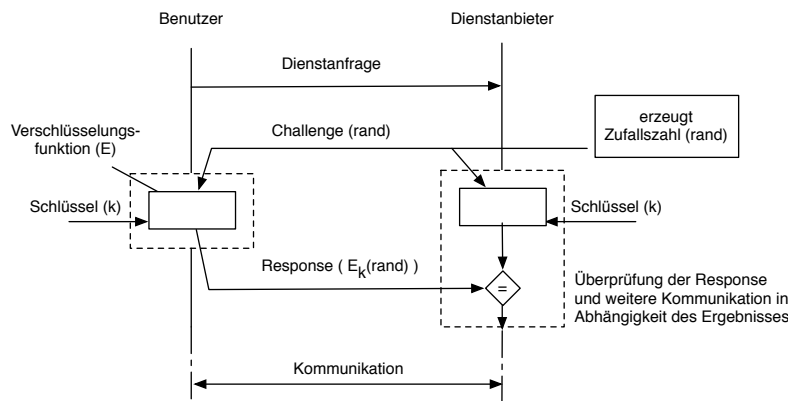 Benutzer
Dienstanbieter
Dienstanfrage
Verschlüsselungs-
funktion (E)
Challenge (rand)
erzeugt
Zufallszahl (rand)
Schlüssel (k)
Schlüssel (k)
Response ( Ek(rand) )
=
Überprüfung der Response
und weitere Kommunikation in
Abhängigkeit des Ergebnisses
Kommunikation